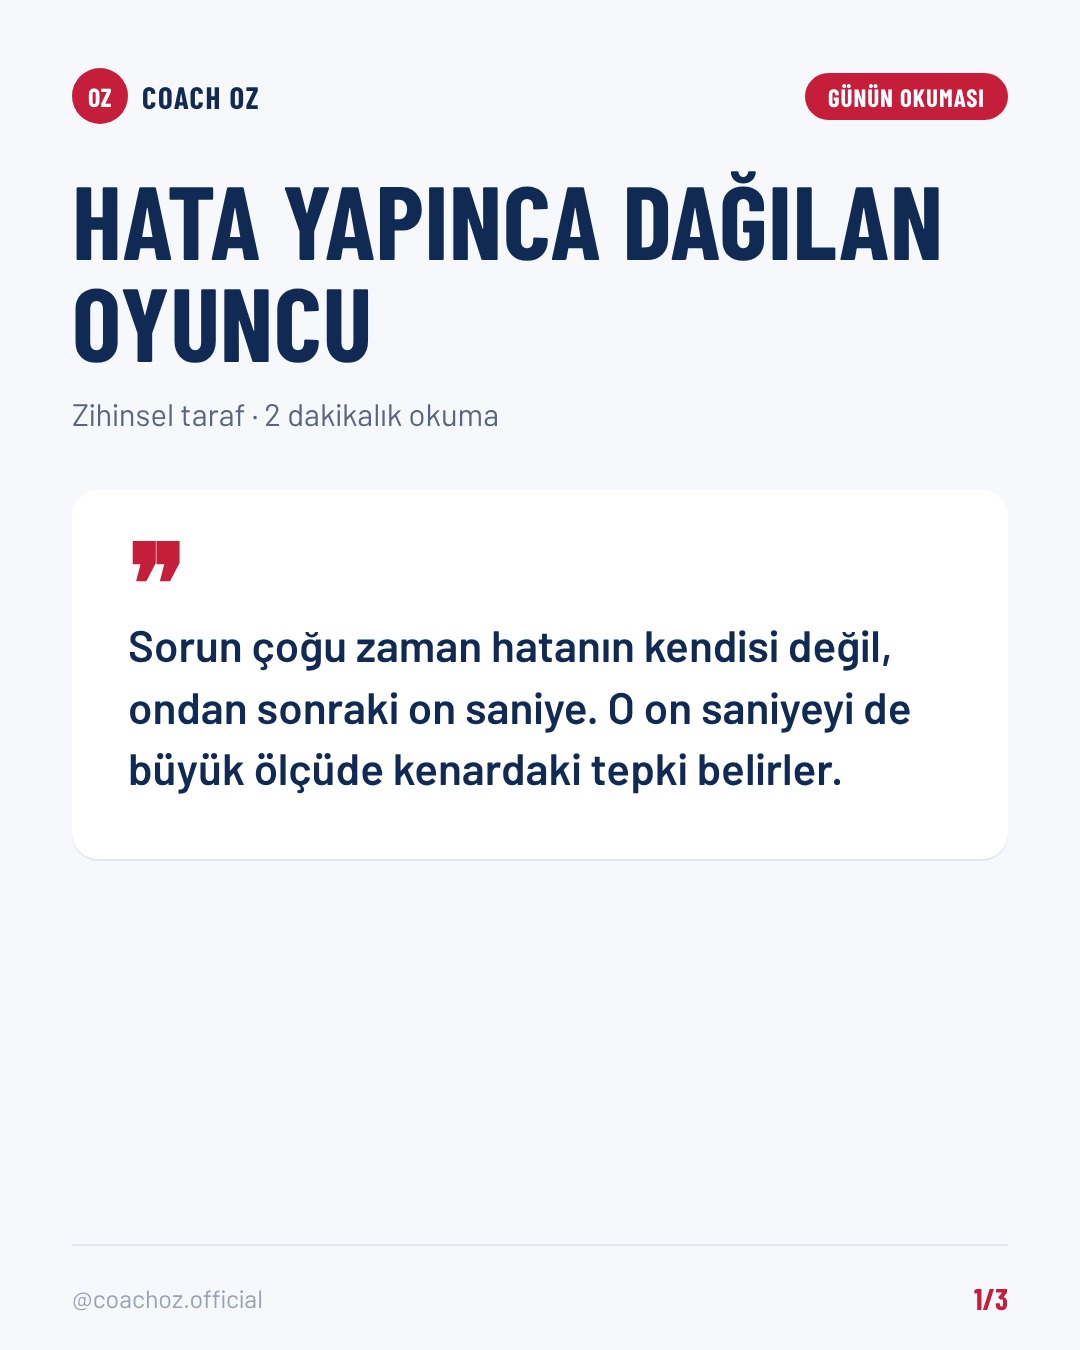 OZ COACH OZ
GÜNÜN OKUMASI
HATA YAPINCA DAĞILAN
OYUNCU
Zihinsel taraf · 2 dakikalık okuma
”
Sorun çoğu zaman hatanın kendisi değil,
ondan sonraki on saniye. O on saniyeyi de
büyük ölçüde kenardaki tepki belirler.
@coachoz.official
1/3